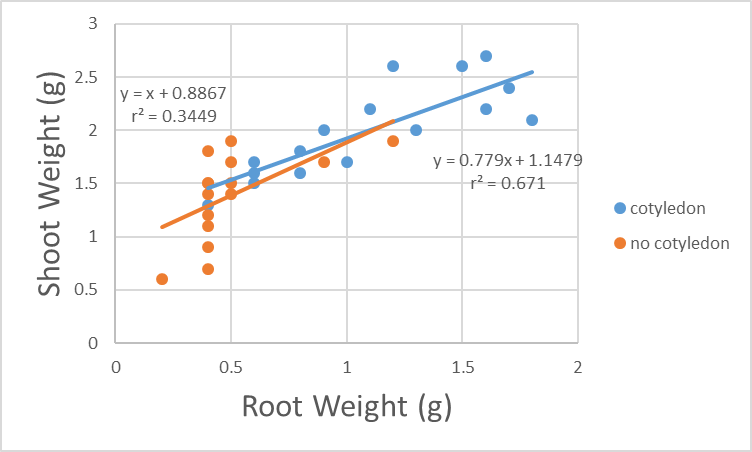 3
2.5
2
1.5
1
0.5
0
Shoot Weight (g)
y = x + 0.8867
r² = 0.3449
y = 0.779x + 1.1479
r² = 0.671
cotyledon
no cotyledon
0 0.5 1 1.5 2
Root Weight (g)